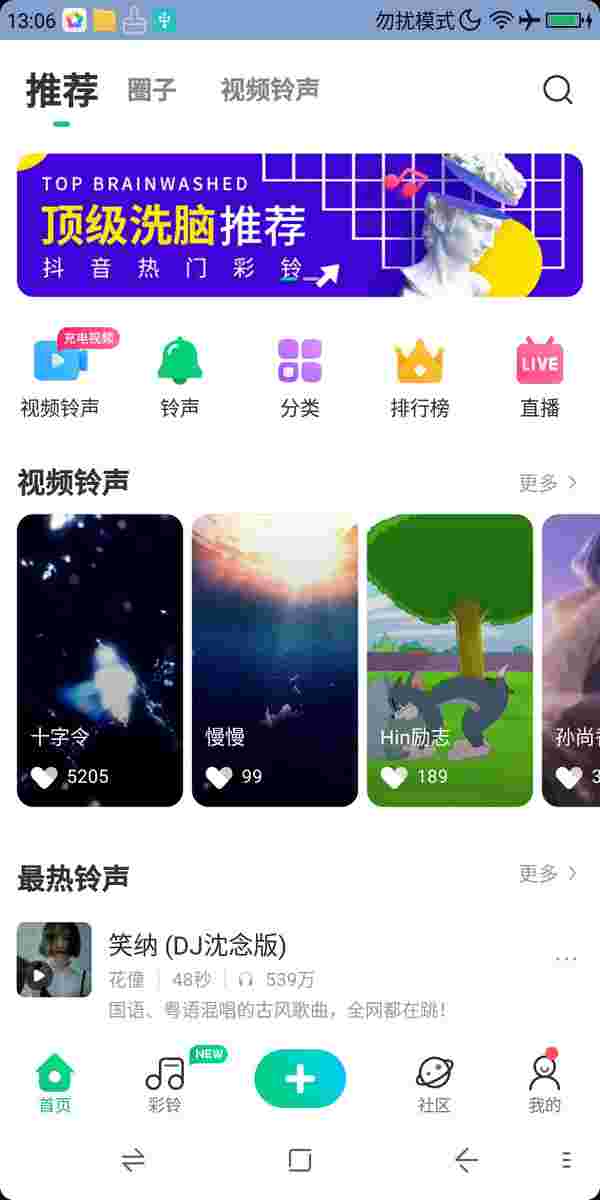 13:06 勿扰模式
推荐 圈子 视频铃声
TOP BRAINWASHED
顶级洗脑推荐
抖音热门彩铃
充电视频
LIVE
视频铃声 铃声 分类 排行榜 直播
视频铃声 更多
十字令 慢慢 Hin励志 孙尚香
5205 99 189 3
最热铃声 更多
笑纳 (DJ沈念版)
花僮 48秒 539万
国语、粤语混唱的古风歌曲，全网都在跳！
NEW
首页 彩铃 社区 我的